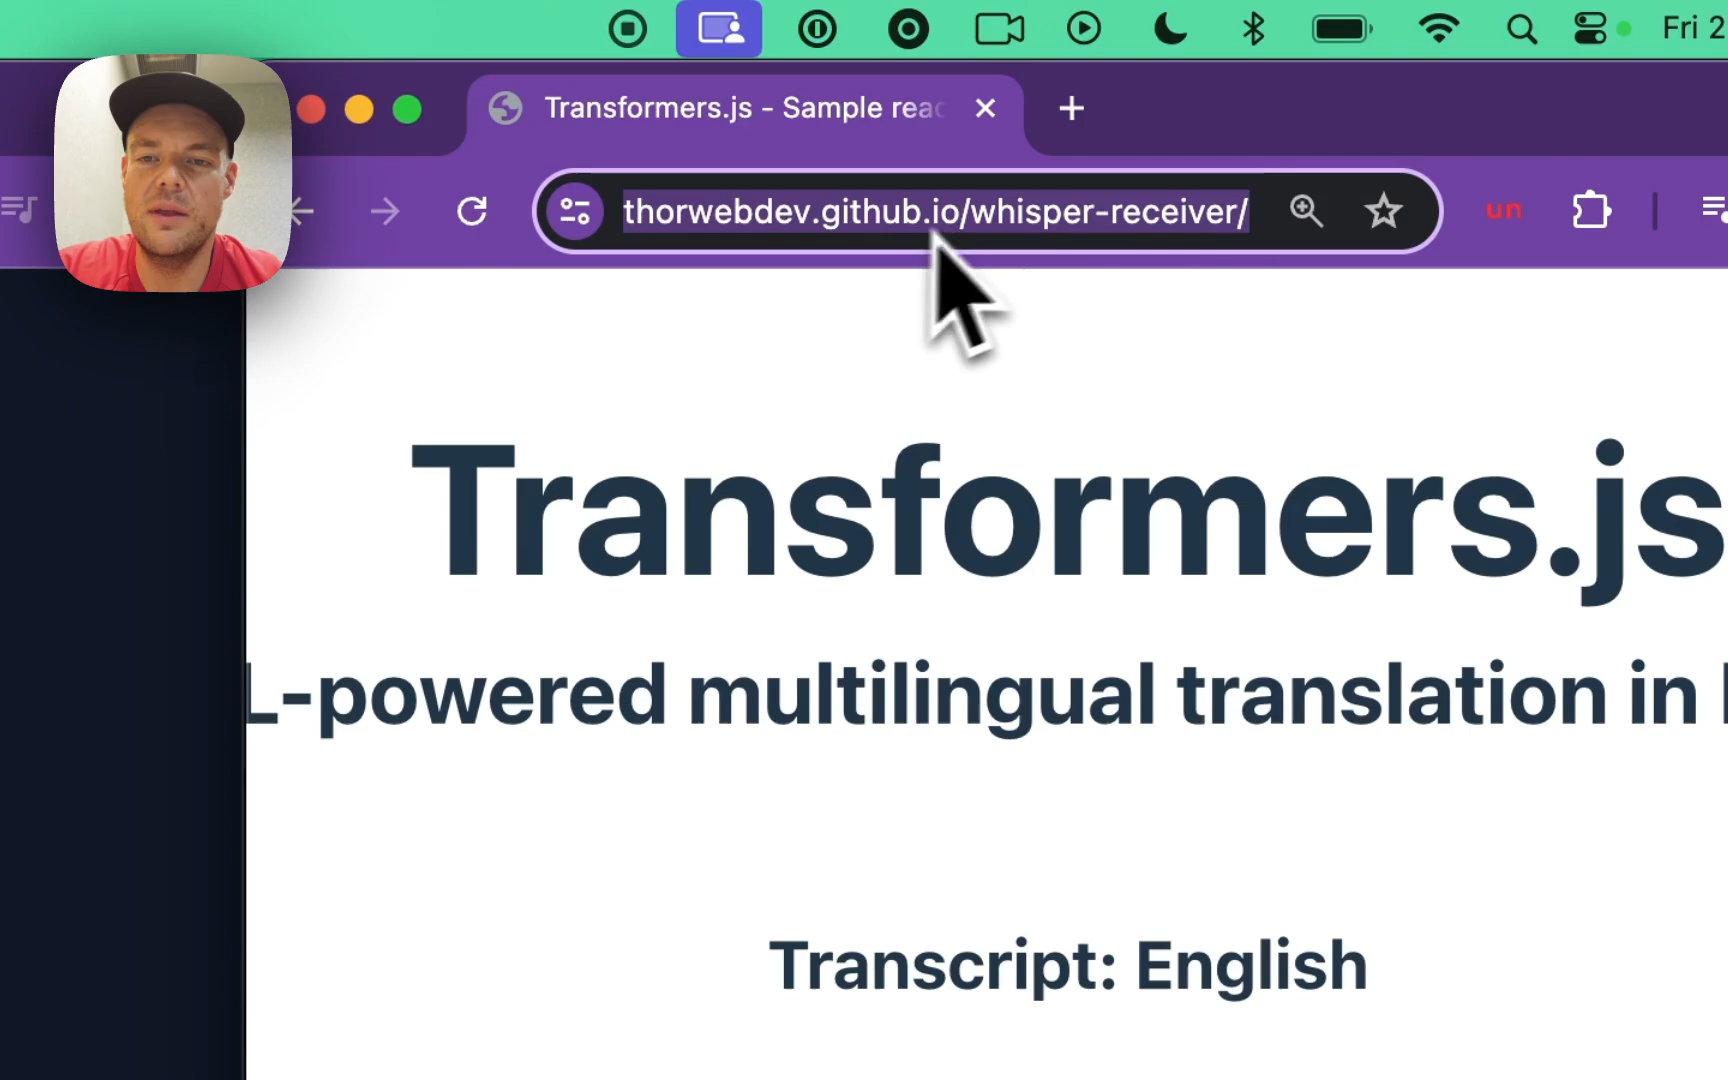 Fri 2
Transformers.js - Sample reac
thorwebdev.github.io/whisper-receiver/
un
Transformers.js
L-powered multilingual translation in
Transcript: English